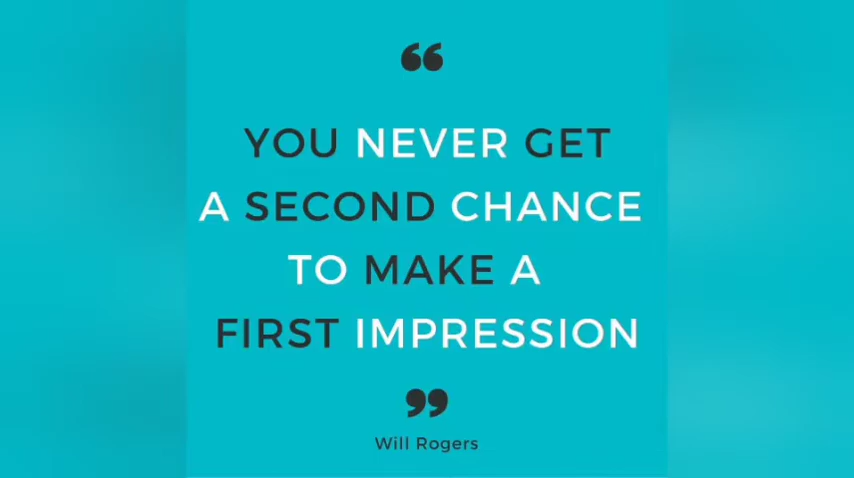 “
YOU NEVER GET
A SECOND CHANCE
TO MAKE A
FIRST IMPRESSION
”
Will Rogers